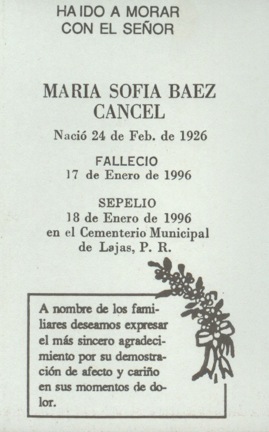 HA IDO A MORAR
CON EL SEÑOR
MARIA SOFIA BAEZ
CANCEL
Nació 24 de Feb. de 1926
FALLECIO
17 de Enero de 1996
SEPELIO
18 de Enero de 1996
en el Cementerio Municipal
de Lajas, P. R.
A nombre de los fami-
liares deseamos expresar
el más sincero agradeci-
miento por su demostra-
ción de afecto y cariño
en sus momentos de do-
lor.